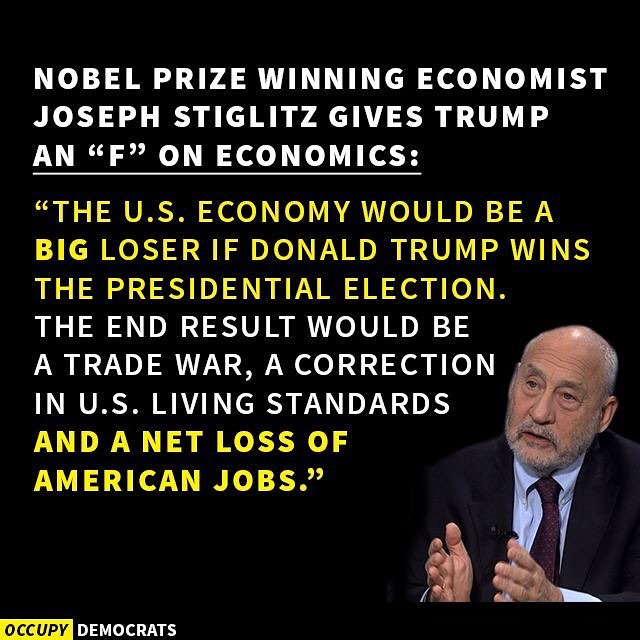 NOBEL PRIZE WINNING ECONOMIST
JOSEPH STIGLITZ GIVES TRUMP
AN “F” ON ECONOMICS:
“THE U.S. ECONOMY WOULD BE A
BIG LOSER IF DONALD TRUMP WINS
THE PRESIDENTIAL ELECTION.
THE END RESULT WOULD BE
A TRADE WAR, A CORRECTION
IN U.S. LIVING STANDARDS
AND A NET LOSS OF
AMERICAN JOBS.”
OCCUPY DEMOCRATS